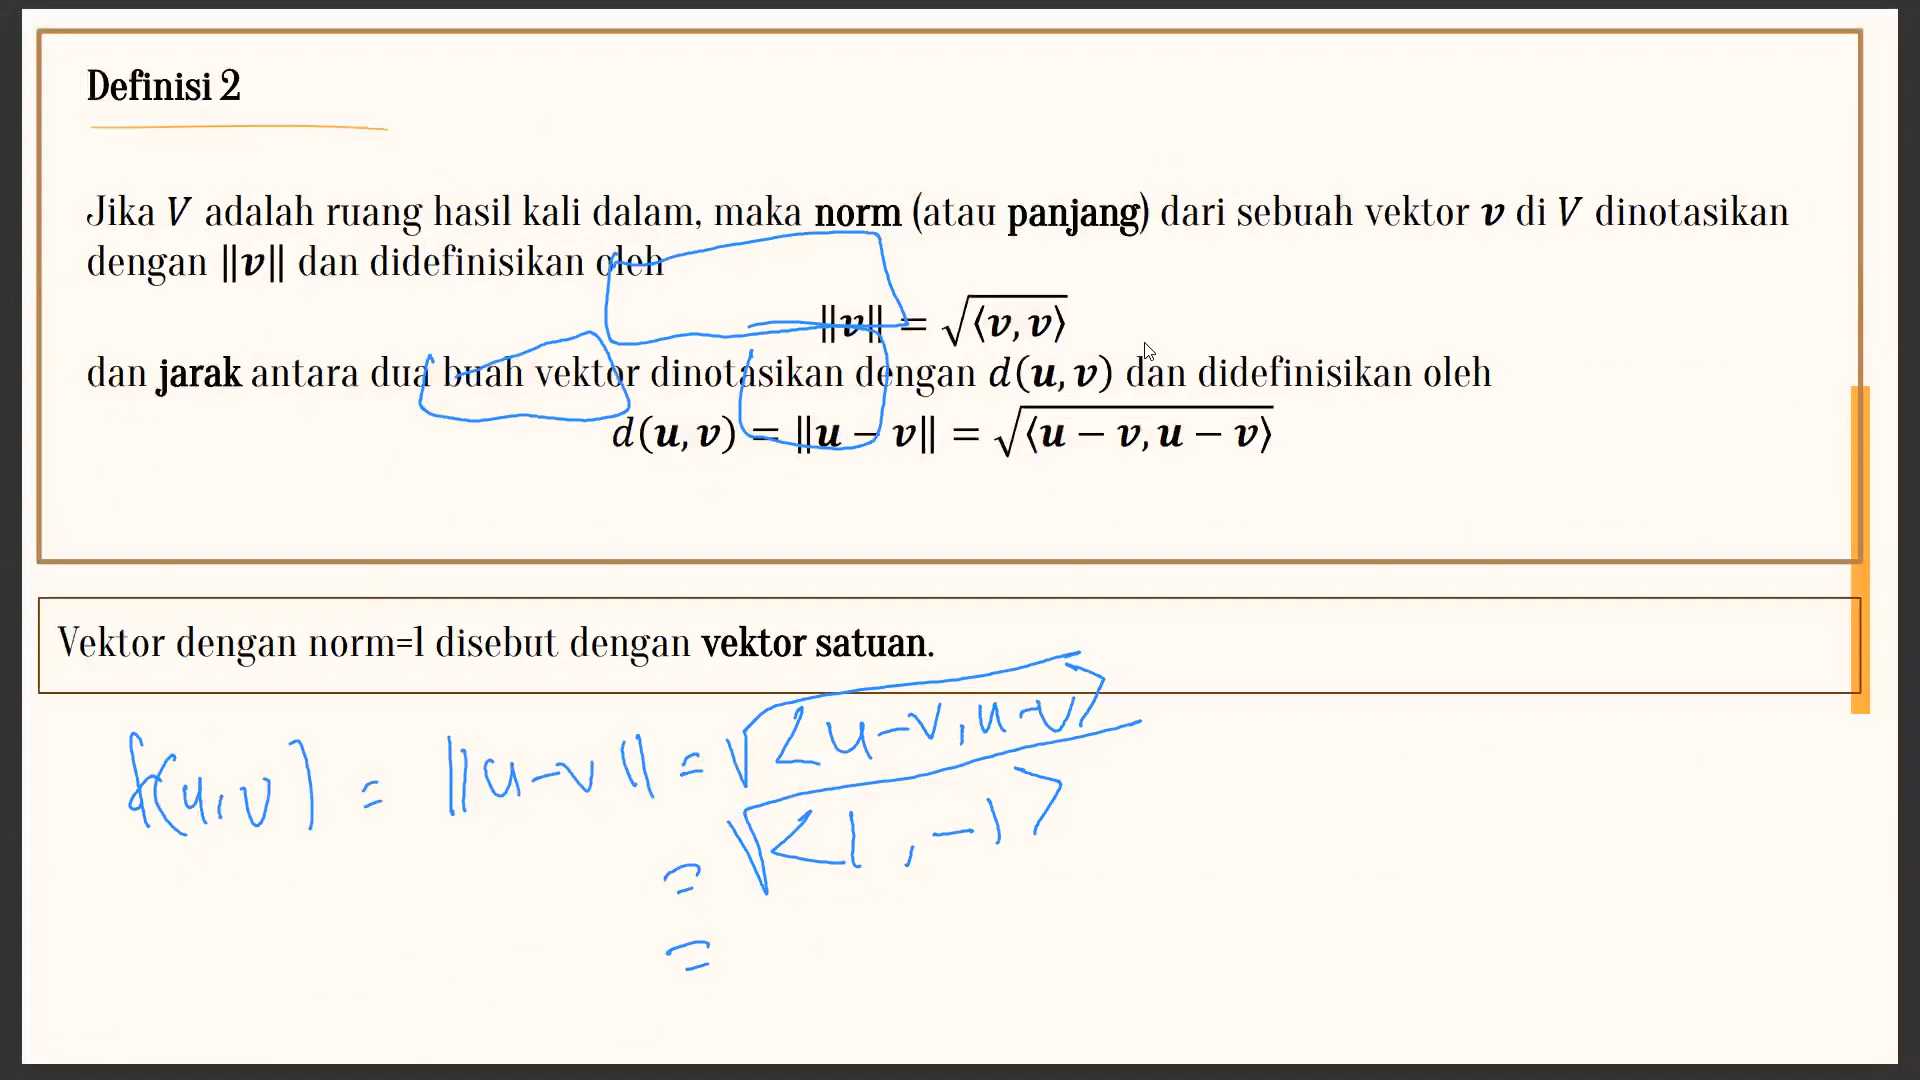 Definisi 2
Jika V adalah ruang hasil kali dalam, maka norm (atau panjang) dari sebuah vektor v di V dinotasikan
dengan ||v|| dan didefinisikan oleh
||v|| = √⟨v, v⟩
dan jarak antara dua buah vektor dinotasikan dengan d(u, v) dan didefinisikan oleh
d(u, v) = ||u − v|| = √⟨u − v, u − v⟩
Vektor dengan norm=1 disebut dengan vektor satuan.
d(u,v) = ||u-v|| = √<u-v, u-v>
= √<1, -1>
=